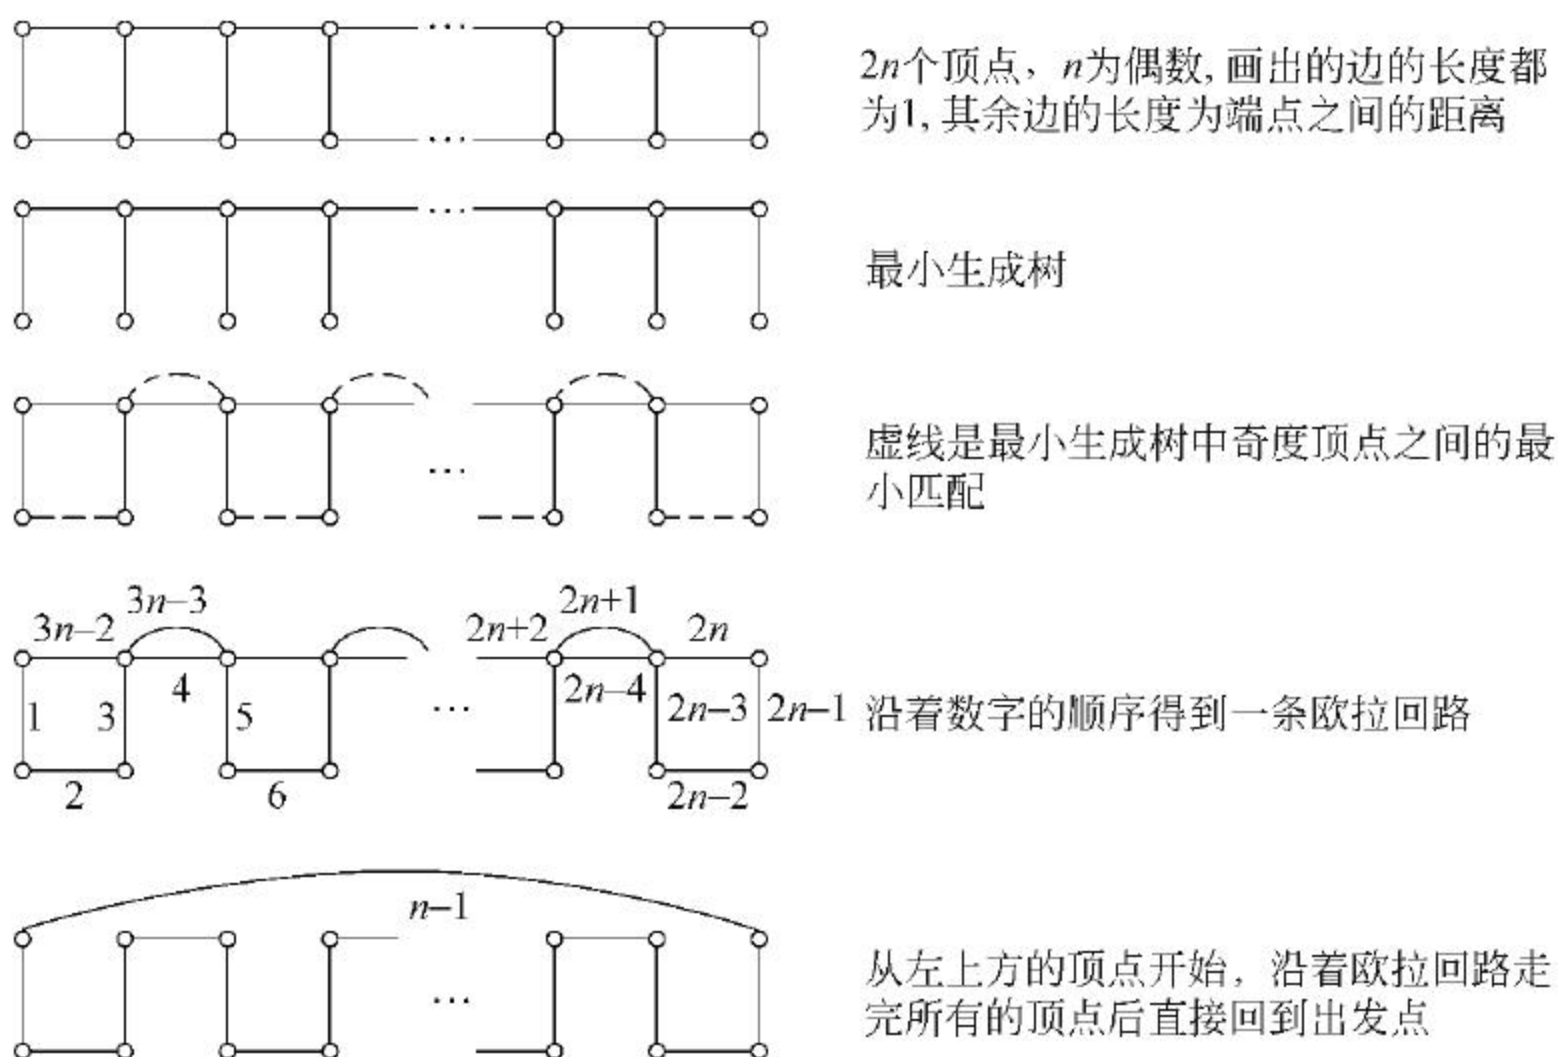 2n个顶点，n为偶数, 画出的边的长度都
为1, 其余边的长度为端点之间的距离
最小生成树
虚线是最小生成树中奇度顶点之间的最
小匹配
3n–3
2n+1
3n–2
2n+2
2n
4
2n–4
1
3
5
2n–3
2n–1
沿着数字的顺序得到一条欧拉回路
2
6
2n–2
n–1
从左上方的顶点开始，沿着欧拉回路走
完所有的顶点后直接回到出发点